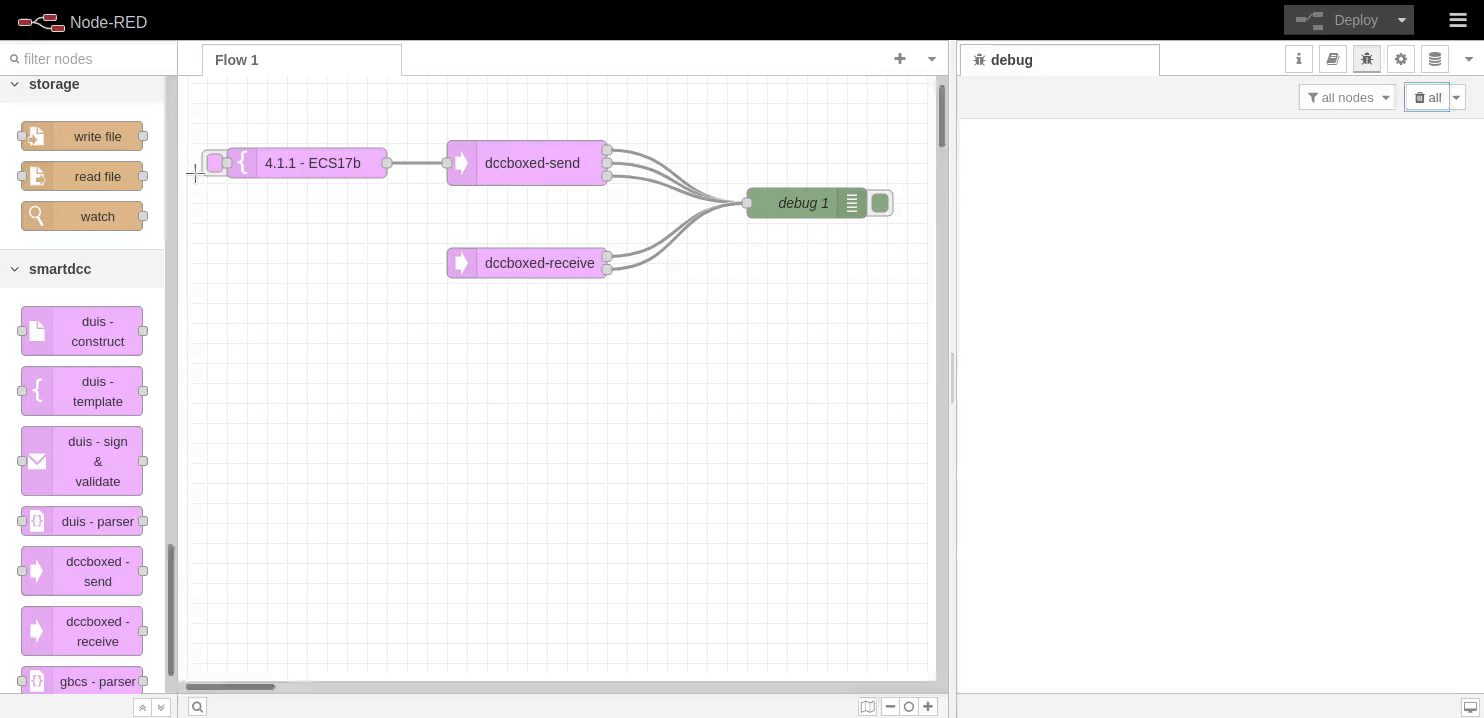 Node-RED
Deploy
filter nodes
Flow 1
debug
all nodes
all
storage
write file
read file
watch
smartdcc
duis -
construct
duis -
template
duis - sign
&
validate
duis - parser
dccboxed -
send
dccboxed -
receive
gbcs - parser
4.1.1 - ECS17b
dccboxed-send
debug 1
dccboxed-receive